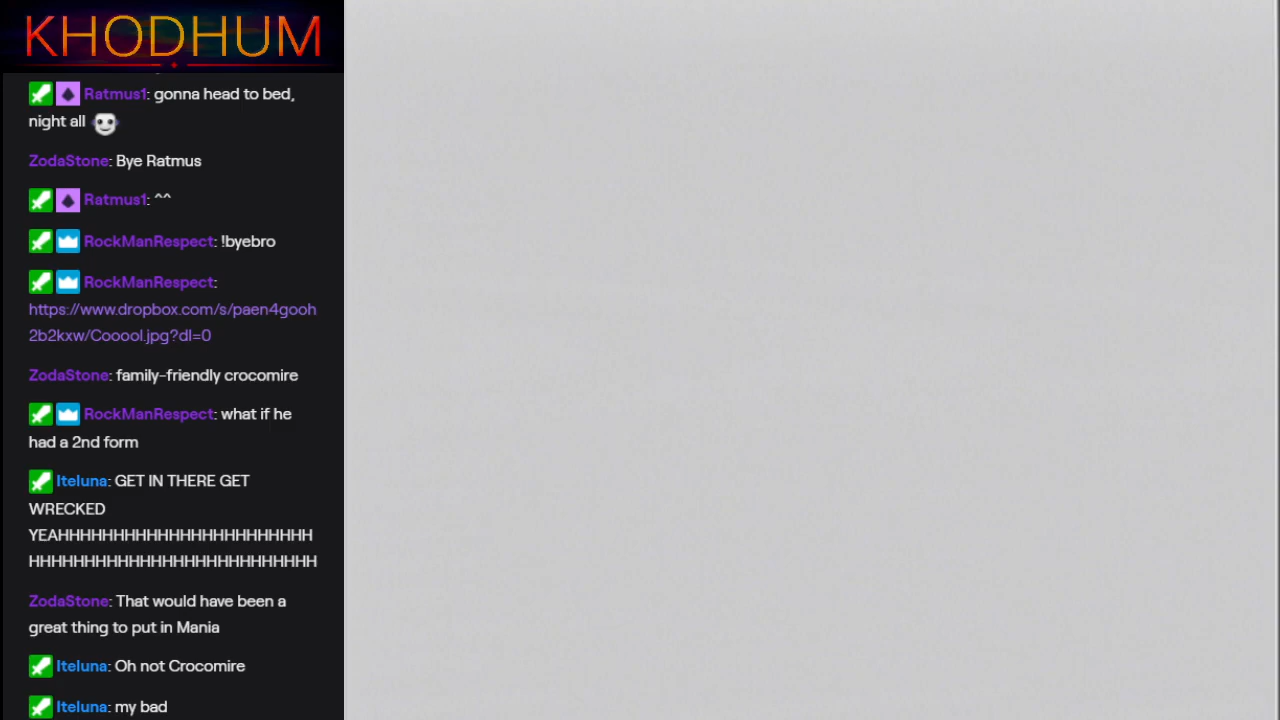 KHODHUM
Ratmus1: gonna head to bed,
night all
ZodaStone: Bye Ratmus
Ratmus1: ^^
RockManRespect: !byebro
RockManRespect:
https://www.dropbox.com/s/paen4gooh
2b2kxw/Cooool.jpg?dl=0
ZodaStone: family-friendly crocomire
RockManRespect: what if he
had a 2nd form
Iteluna: GET IN THERE GET
WRECKED
YEAHHHHHHHHHHHHHHHHHHHHHHH
HHHHHHHHHHHHHHHHHHHHHHHHHH
ZodaStone: That would have been a
great thing to put in Mania
Iteluna: Oh not Crocomire
Iteluna: my bad